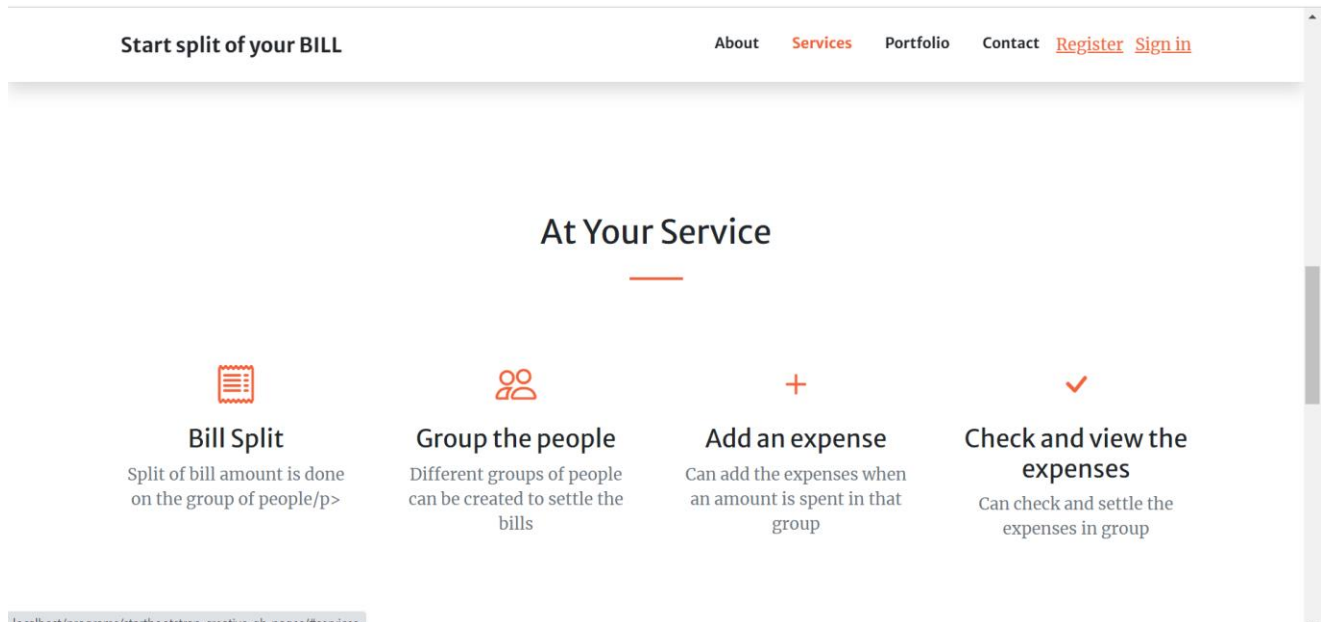 Start split of your BILL
About Services Portfolio Contact Register Sign in
At Your Service
Bill Split
Split of bill amount is done
on the group of people/p>
Group the people
Different groups of people
can be created to settle the
bills
Add an expense
Can add the expenses when
an amount is spent in that
group
Check and view the
expenses
Can check and settle the
expenses in group